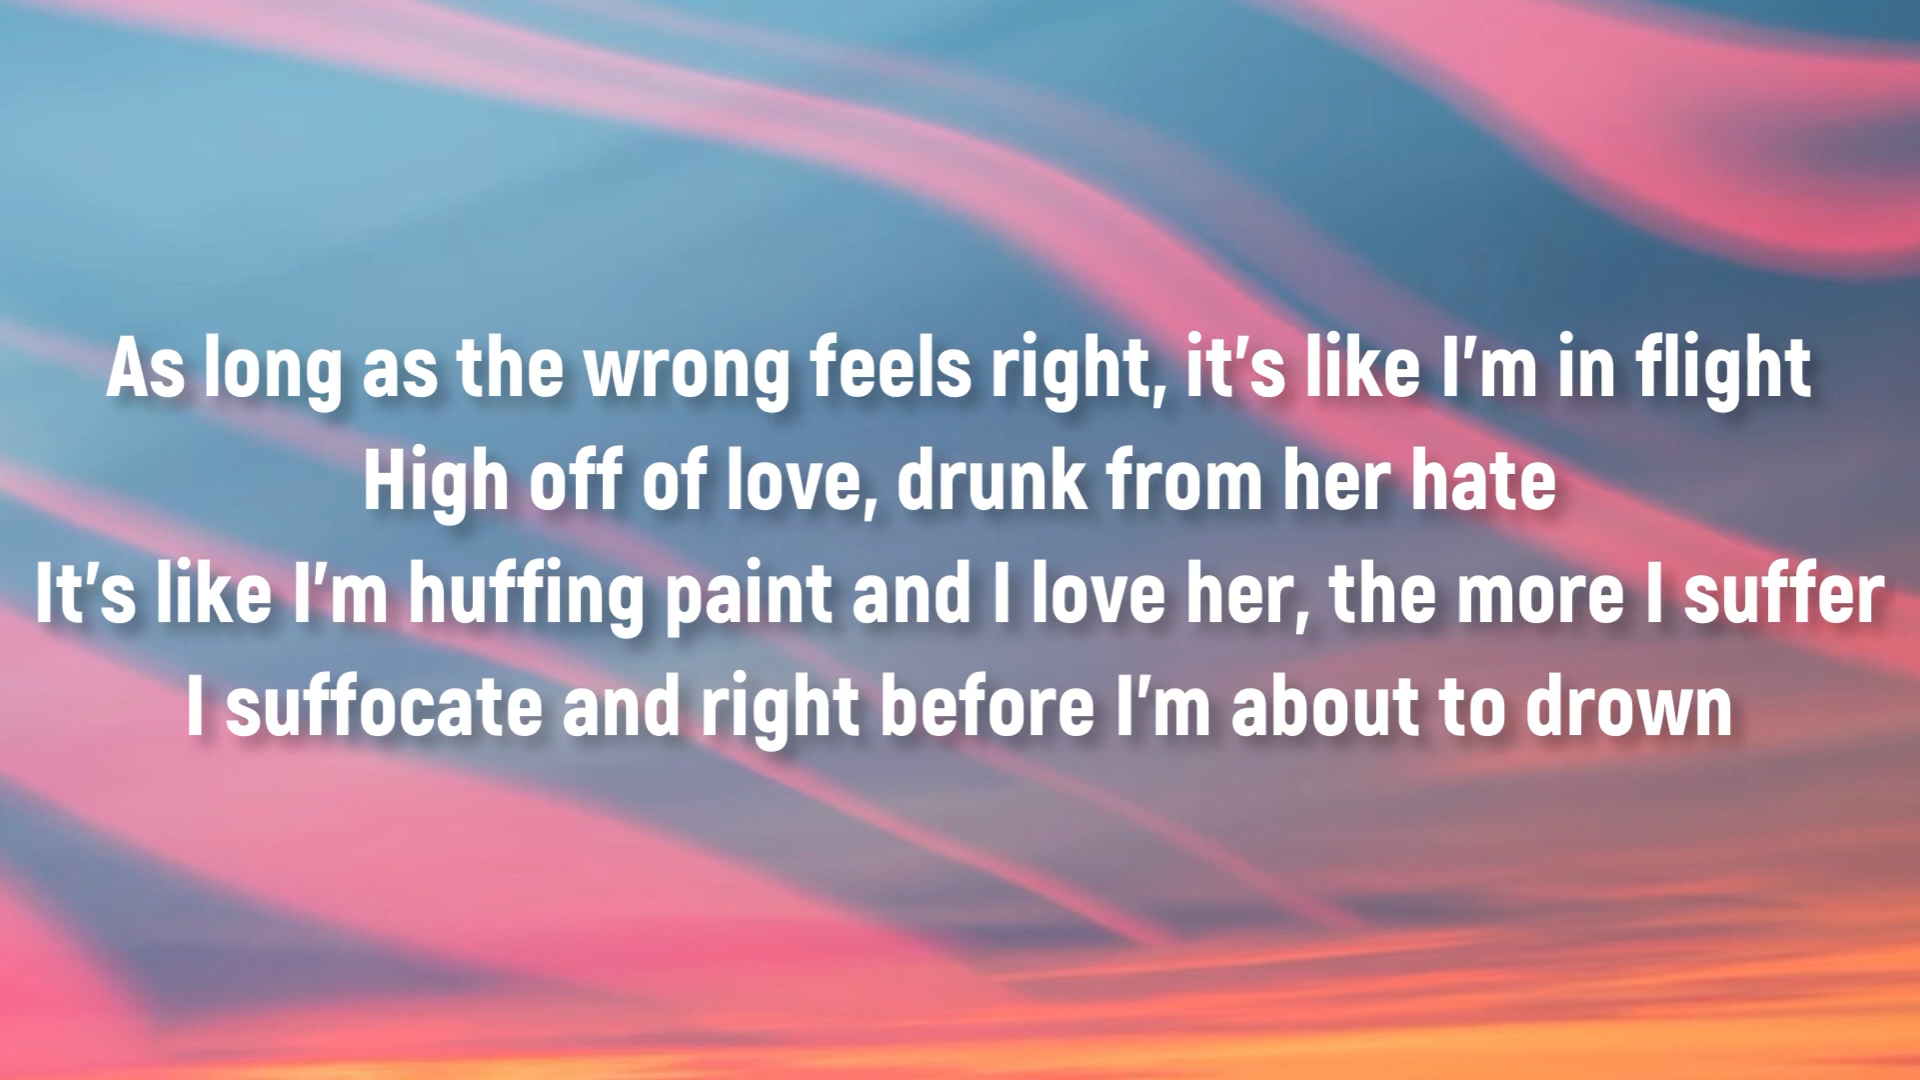 As long as the wrong feels right, it's like I'm in flight
High off of love, drunk from her hate
It's like I'm huffing paint and I love her, the more I suffer
I suffocate and right before I'm about to drown